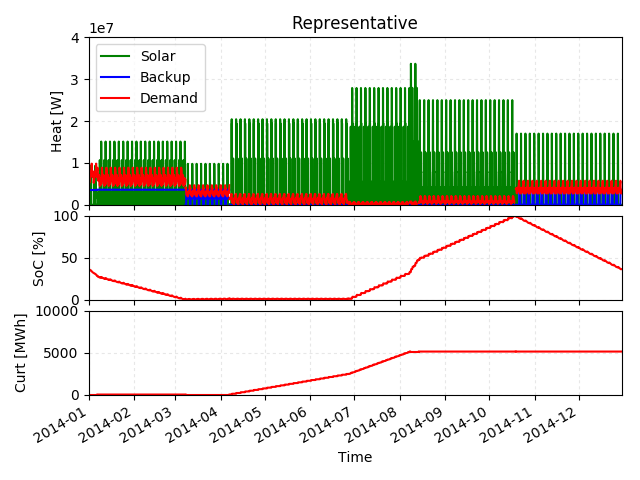 Representative
1e7
4
3
2
1
0
Heat [W]
Solar
Backup
Demand
100
50
0
SoC [%]
10000
5000
0
Curt [MWh]
2014-01
2014-02
2014-03
2014-04
2014-05
2014-06
2014-07
2014-08
2014-09
2014-10
2014-11
2014-12
Time